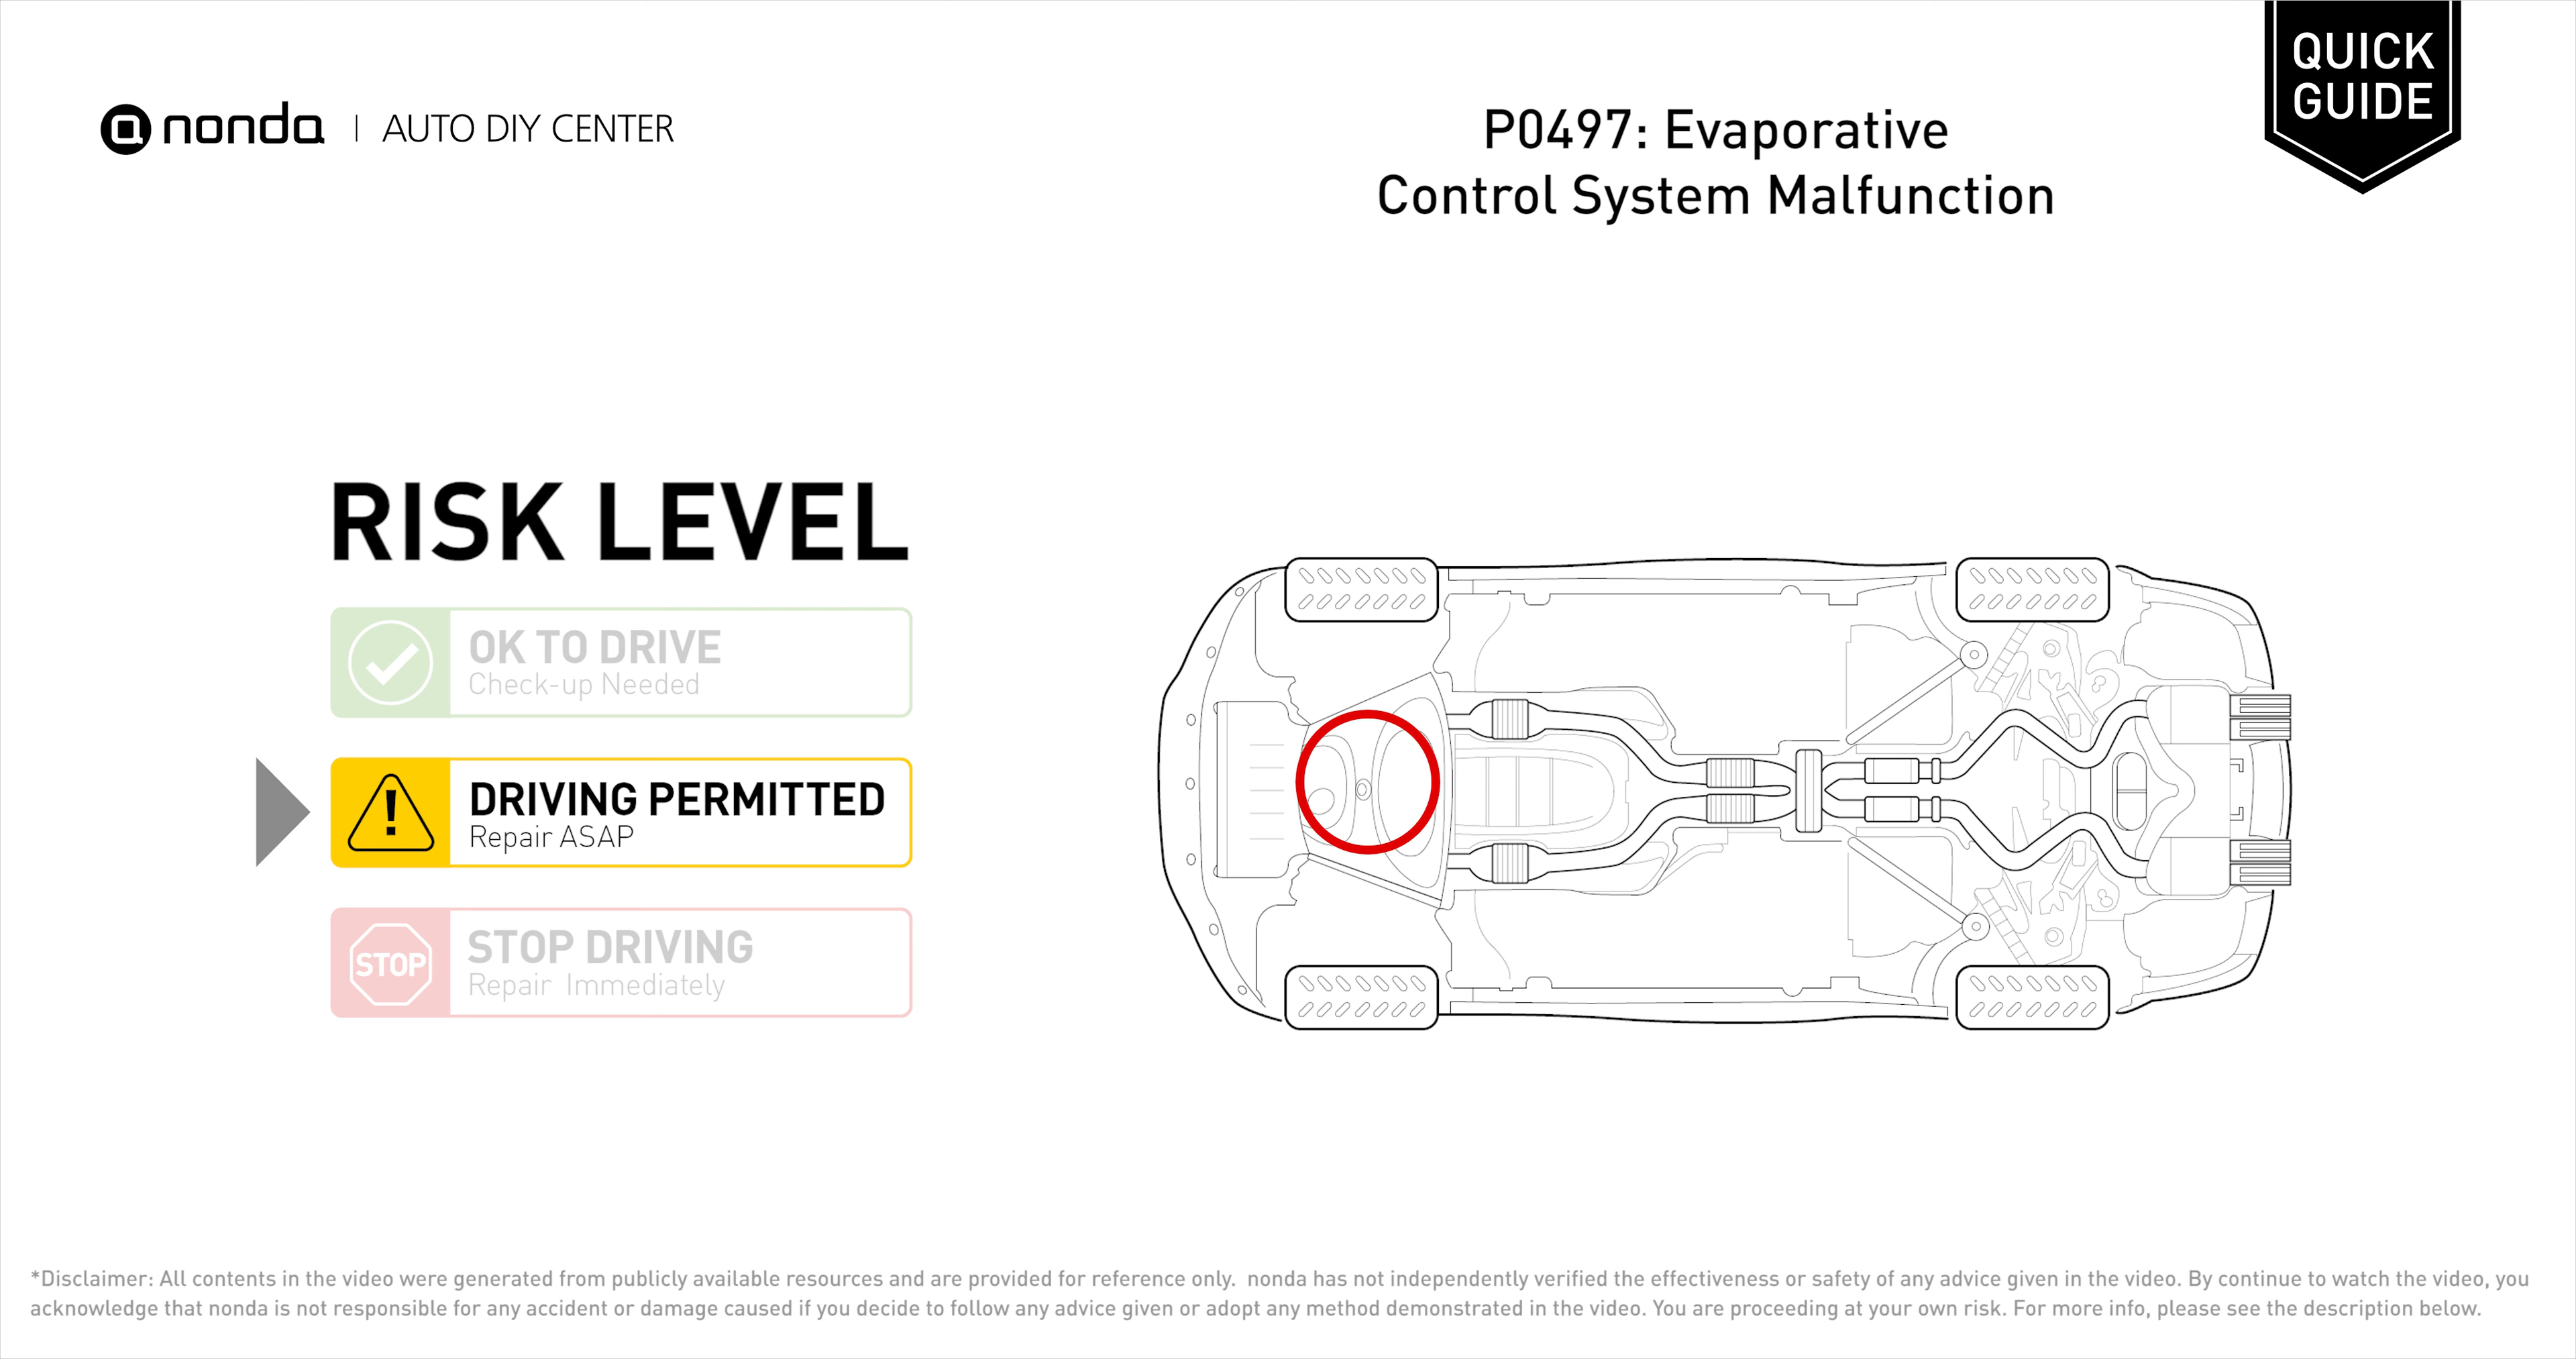 nonda | AUTO DIY CENTER
P0497: Evaporative
Control System Malfunction
QUICK
GUIDE
RISK LEVEL
OK TO DRIVE
Check-up Needed
DRIVING PERMITTED
Repair ASAP
STOP
STOP DRIVING
Repair Immediately
*Disclaimer: All contents in the video were generated from publicly available resources and are provided for reference only. nonda has not independently verified the effectiveness or safety of any advice given in the video. By continue to watch the video, you
acknowledge that nonda is not responsible for any accident or damage caused if you decide to follow any advice given or adopt any method demonstrated in the video. You are proceeding at your own risk. For more info, please see the description below.